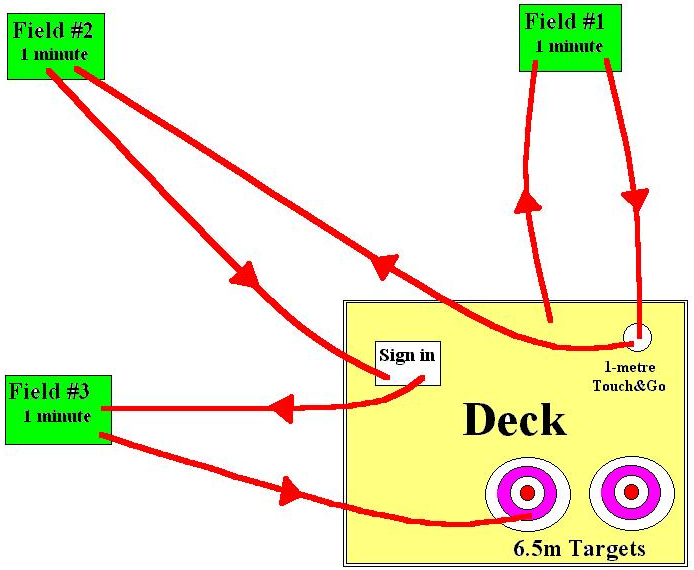 Field #2
1 minute
Field #1
1 minute
Sign in
1-metre
Touch&Go
Field #3
1 minute
Deck
6.5m Targets